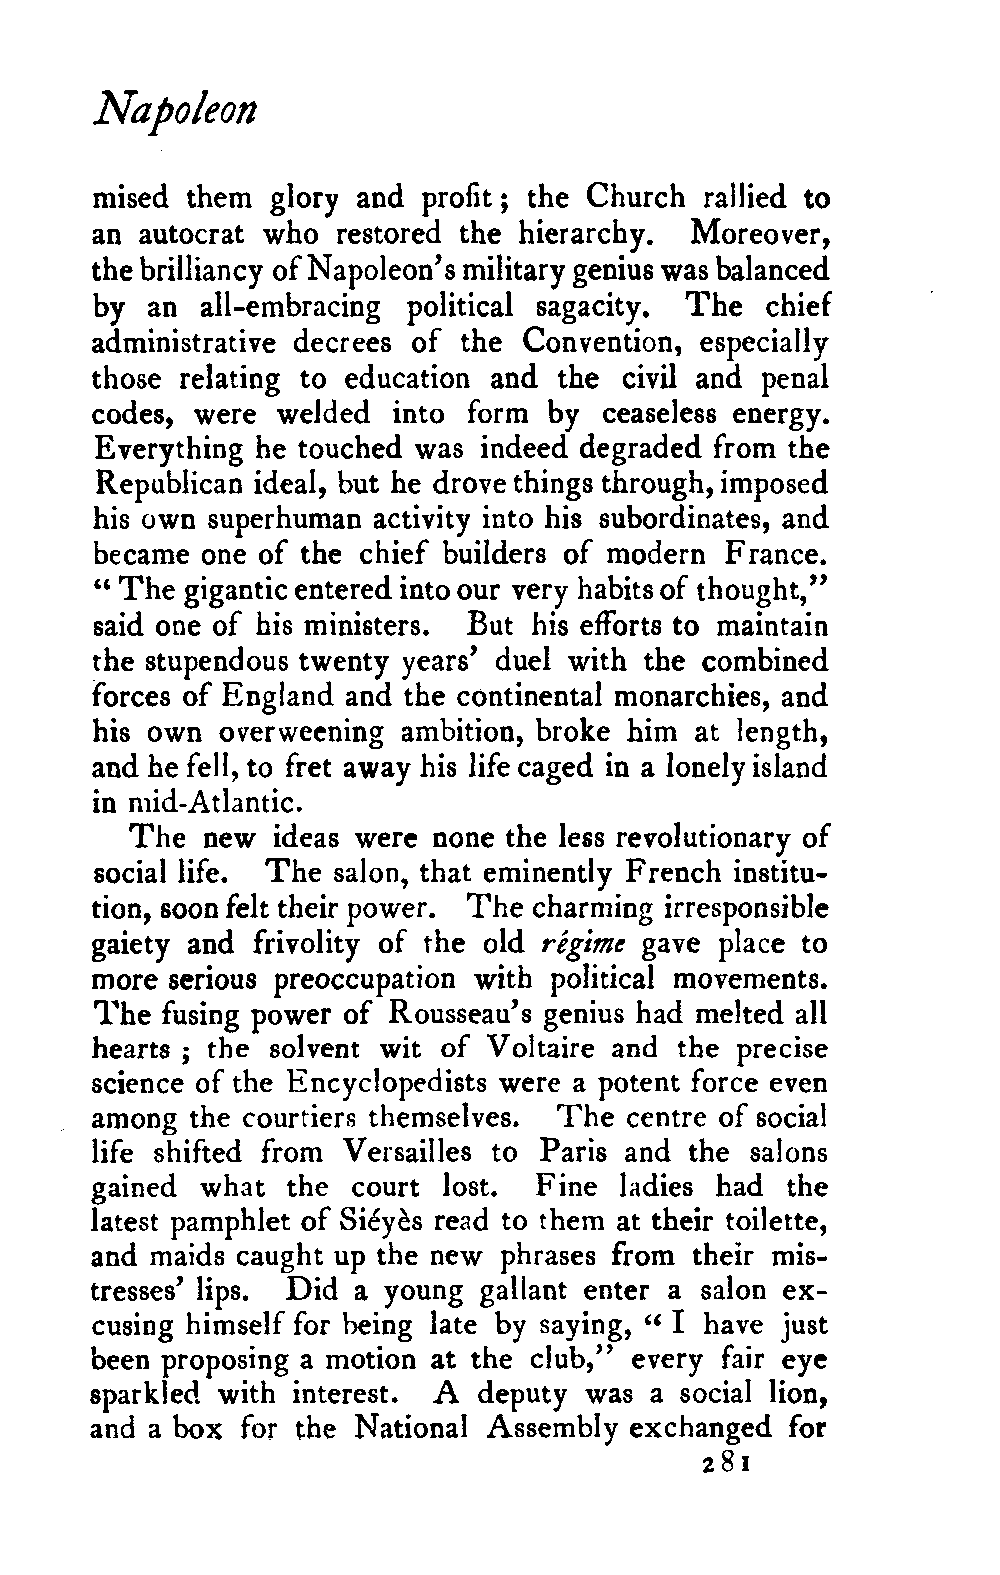 Napoleon
mised them glory and profit ; the Church rallied to
an autocrat who restored the hierarchy. Moreover,
the brilliancy of Napoleon's military genius was balanced
by an all-embracing political sagacity. The chief
administrative decrees of the Convention, especially
those relating to education and the civil and penal
codes, were welded into form by ceaseless energy.
Everything he touched was indeed degraded from the
Republican ideal, but he drove things through, imposed
his own superhuman activity into his subordinates, and
became one of the chief builders of modern France.
" The gigantic entered into our very habits of thought,"
said one of his ministers. But his efforts to maintain
the stupendous twenty years' duel with the combined
forces of England and the continental monarchies, and
his own overweening ambition, broke him at length,
and he fell, to fret away his life caged in a lonely island
in mid-Atlantic.
The new ideas were none the less revolutionary of
social life. The salon, that eminently French institu-
tion, soon felt their power. The charming irresponsible
gaiety and frivolity of the old régime gave place to
more serious preoccupation with political movements.
The fusing power of Rousseau's genius had melted all
hearts ; the solvent wit of Voltaire and the precise
science of the Encyclopedists were a potent force even
among the courtiers themselves. The centre of social
life shifted from Versailles to Paris and the salons
gained what the court lost. Fine ladies had the
latest pamphlet of Siéyès read to them at their toilette,
and maids caught up the new phrases from their mis-
tresses' lips. Did a young gallant enter a salon ex-
cusing himself for being late by saying, " I have just
been proposing a motion at the club," every fair eye
sparkled with interest. A deputy was a social lion,
and a box for the National Assembly exchanged for
281